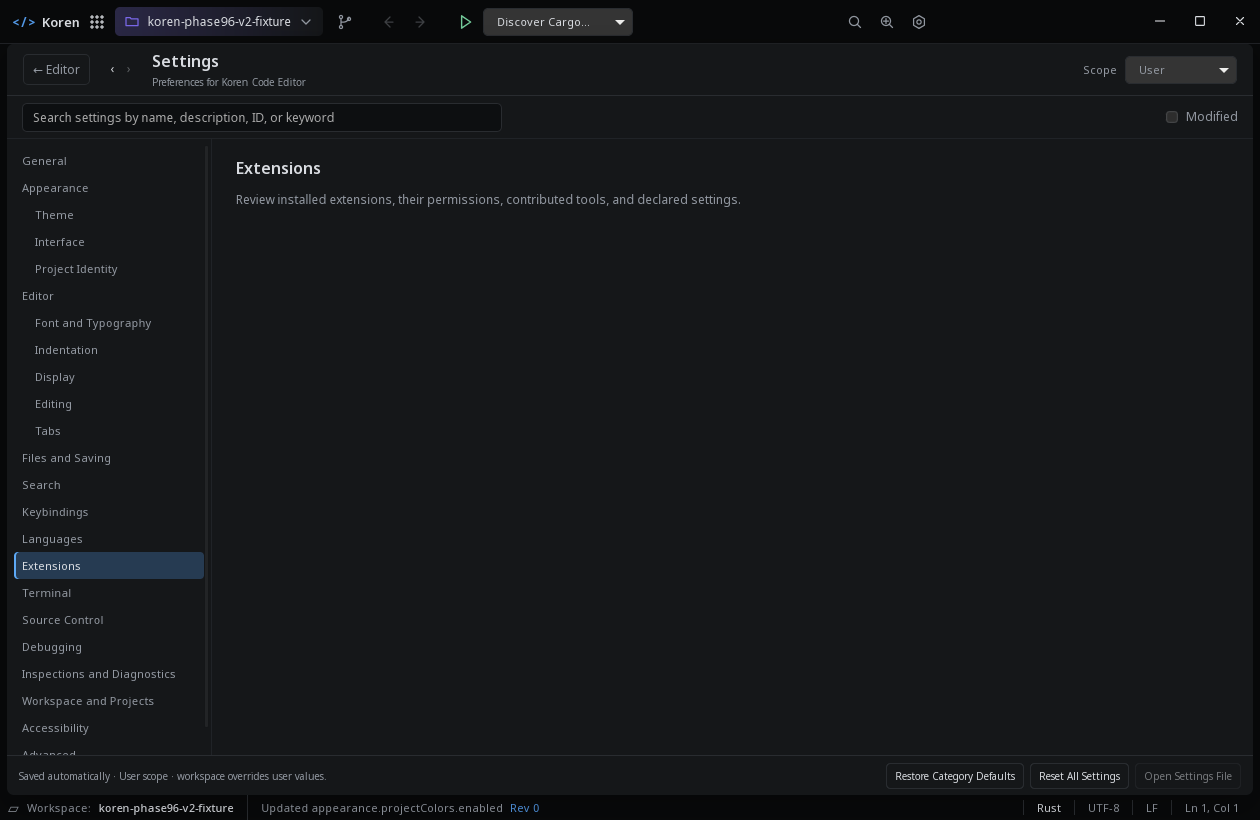 </> Koren koren-phase96-v2-fixture Discover Cargo...
← Editor ‹ › Settings
Preferences for Koren Code Editor
Scope User
Search settings by name, description, ID, or keyword
Modified
General
Appearance
Theme
Interface
Project Identity
Editor
Font and Typography
Indentation
Display
Editing
Tabs
Files and Saving
Search
Keybindings
Languages
Extensions
Terminal
Source Control
Debugging
Inspections and Diagnostics
Workspace and Projects
Accessibility
Advanced
Extensions
Review installed extensions, their permissions, contributed tools, and declared settings.
Saved automatically · User scope · workspace overrides user values.
Restore Category Defaults Reset All Settings Open Settings File
Workspace: koren-phase96-v2-fixture Updated appearance.projectColors.enabled Rev 0 Rust UTF-8 LF Ln 1, Col 1